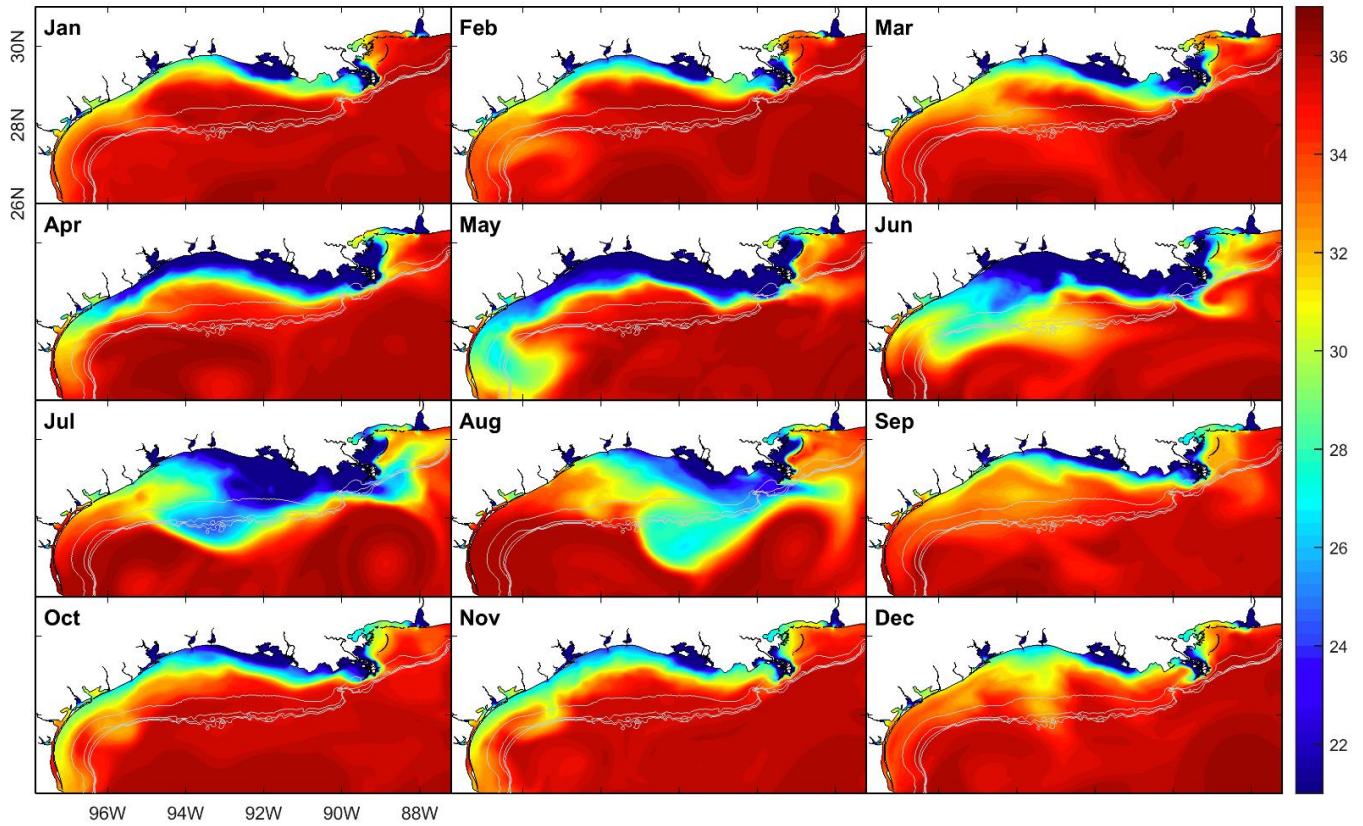 Jan Feb Mar
30N
28N
26N
Apr May Jun
Jul Aug Sep
Oct Nov Dec
96W 94W 92W 90W 88W
36
34
32
30
28
26
24
22